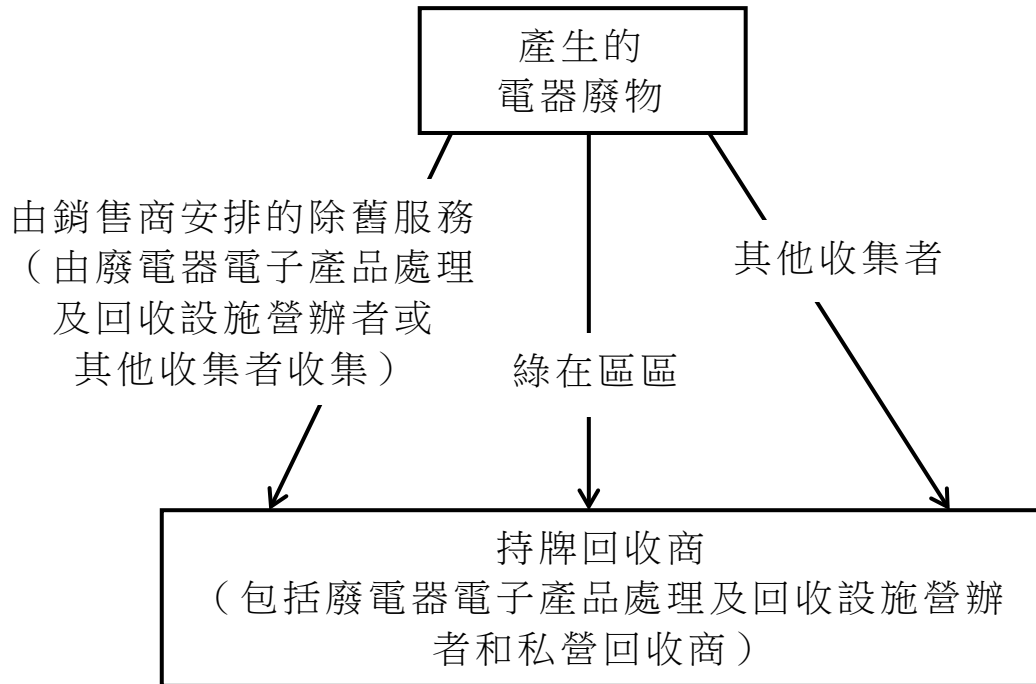 產生的
電器廢物
由銷售商安排的除舊服務
（由廢電器電子產品處理
及回收設施營辦者或
其他收集者收集）
綠在區區
其他收集者
持牌回收商
（包括廢電器電子產品處理及回收設施營辦
者和私營回收商）